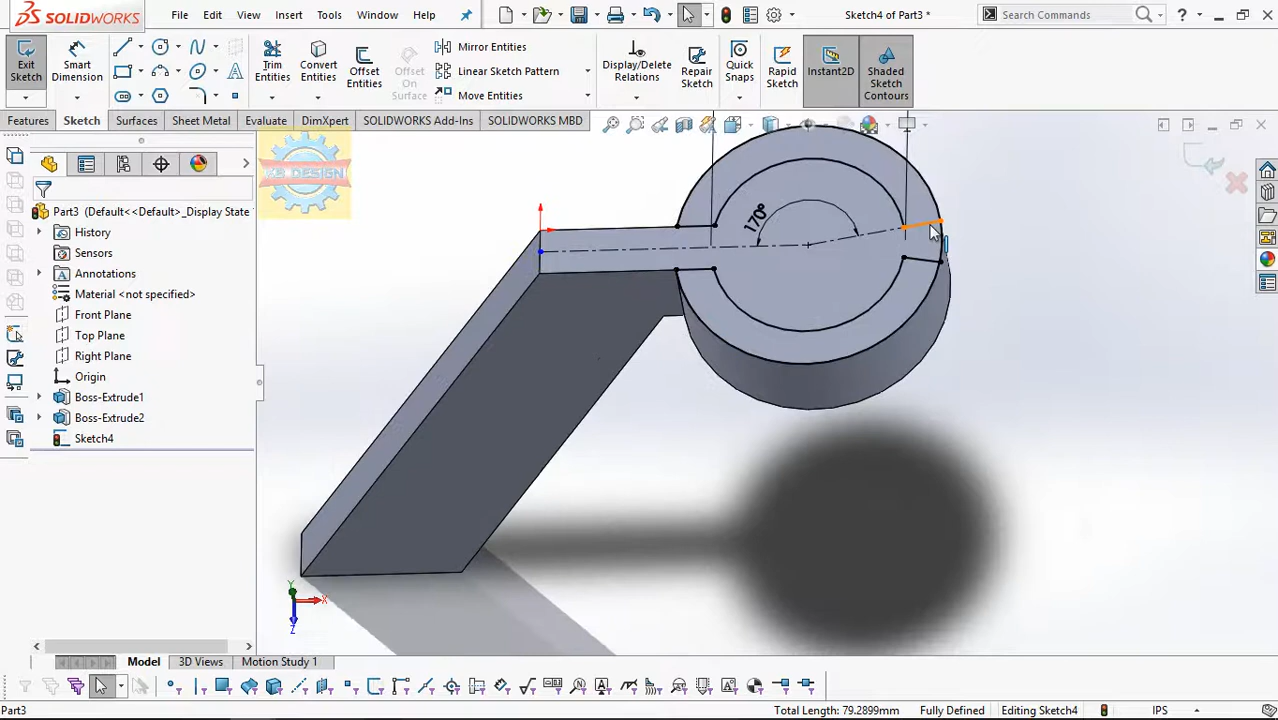 SOLIDWORKS File Edit View Insert Tools Window Help Sketch4 of Part3 * Search Commands ?
Exit Sketch Smart Dimension Trim Entities Convert Entities Offset Entities Offset On Surface Mirror Entities Linear Sketch Pattern Move Entities Display/Delete Relations Repair Sketch Quick Snaps Rapid Sketch Instant2D Shaded Sketch Contours
Features Sketch Surfaces Sheet Metal Evaluate DimXpert SOLIDWORKS Add-Ins SOLIDWORKS MBD
DESIGN
Part3 (Default<<Default>_Display State
History
Sensors
Annotations
Material <not specified>
Front Plane
Top Plane
Right Plane
Origin
Boss-Extrude1
Boss-Extrude2
Sketch4
170°
Y
X
Z
Model 3D Views Motion Study 1
Part3 Total Length: 79.2899mm Fully Defined Editing Sketch4 IPS